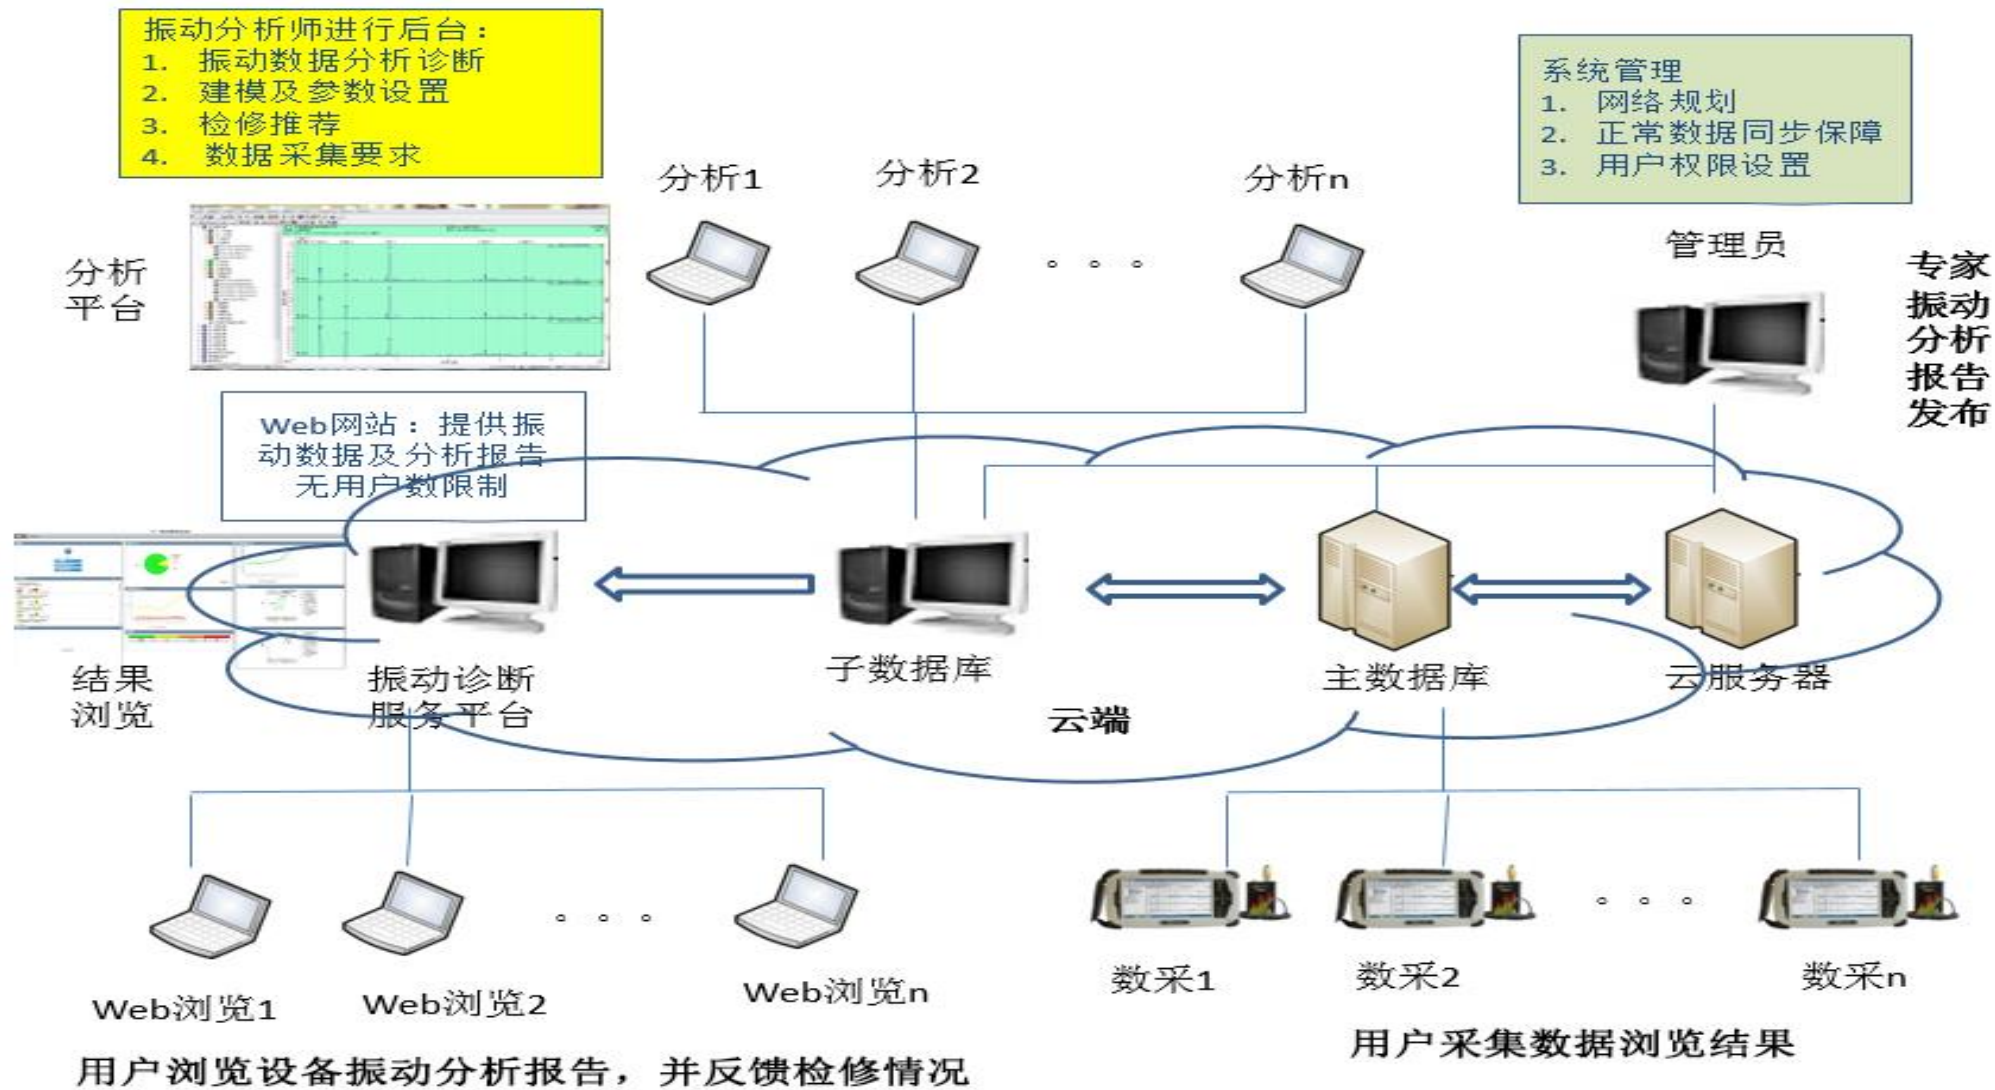 振动分析师进行后台：
1. 振动数据分析诊断
2. 建模及参数设置
3. 检修推荐
4. 数据采集要求
系统管理
1. 网络规划
2. 正常数据同步保障
3. 用户权限设置
分析1
分析2
分析n
管理员
分析
平台
专家
振动
分析
报告
发布
Web网站：提供振
动数据及分析报告
无用户数限制
结果
浏览
振动诊断
服务平台
子数据库
主数据库
云服务器
云端
Web浏览1
Web浏览2
Web浏览n
数采1
数采2
数采n
用户浏览设备振动分析报告，并反馈检修情况
用户采集数据浏览结果